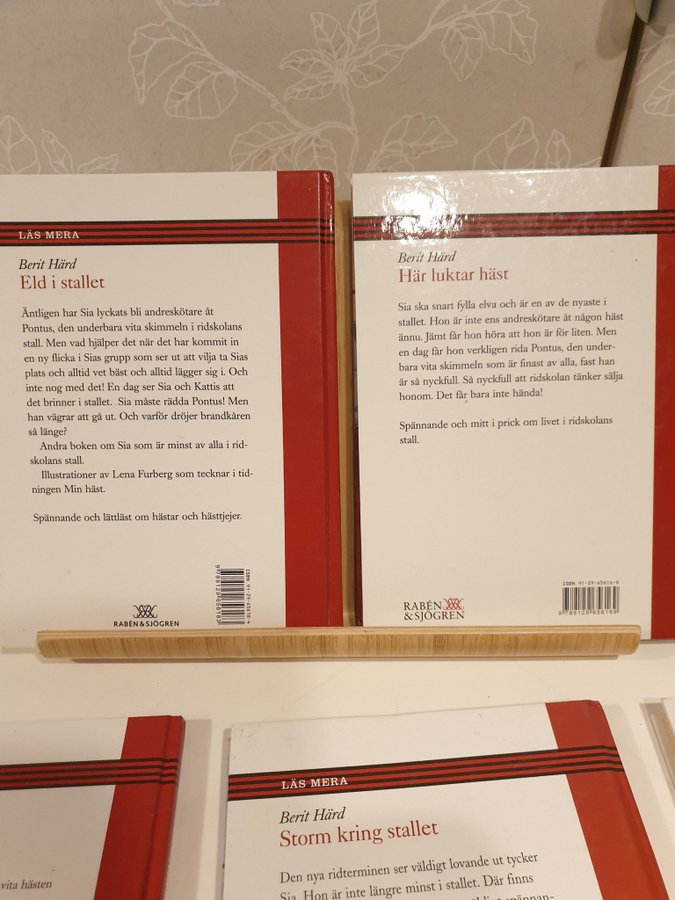 LÄS MERA
Berit Härd
Eld i stallet
Äntligen har Sia lyckats bli andreskötare åt
Pontus, den underbara vita skimmeln i ridskolans
stall. Men vad hjälper det när det har kommit in
en ny flicka i Sias grupp som ser ut att vilja ta Sias
plats och alltid vet bäst och alltid lägger sig i. Och
inte nog med det! En dag ser Sia och Kattis att
det brinner i stallet. Sia måste rädda Pontus! Men
han vägrar att gå ut. Och varför dröjer brandkåren
så länge?
Andra boken om Sia som är minst av alla i rid-
skolans stall.
Illustrationer av Lena Furberg som tecknar i tid-
ningen Min häst.
Spännande och lättläst om hästar och hästtjejer.
RABÉN & SJÖGREN
Berit Härd
Här luktar häst
Sia ska snart fylla elva och är en av de nyaste i
stallet. Hon är inte ens andreskötare åt någon häst
ännu. Jämt får hon höra att hon är för liten. Men
en dag får hon verkligen rida Pontus, den under-
bara vita skimmeln som är finast av alla, fast han
är så nyckfull. Så nyckfull att ridskolan tänker sälja
honom. Det får bara inte hända!
Spännande och mitt i prick om livet i ridskolans
stall.
RABÉN
& SJÖGREN
ISBN 91-29-65616-8
9 789129 656169
vita hästen
LÄS MERA
Berit Härd
Storm kring stallet
Den nya ridterminen ser väldigt lovande ut tycker
Sia. Hon är inte längre minst i stallet. Där finns